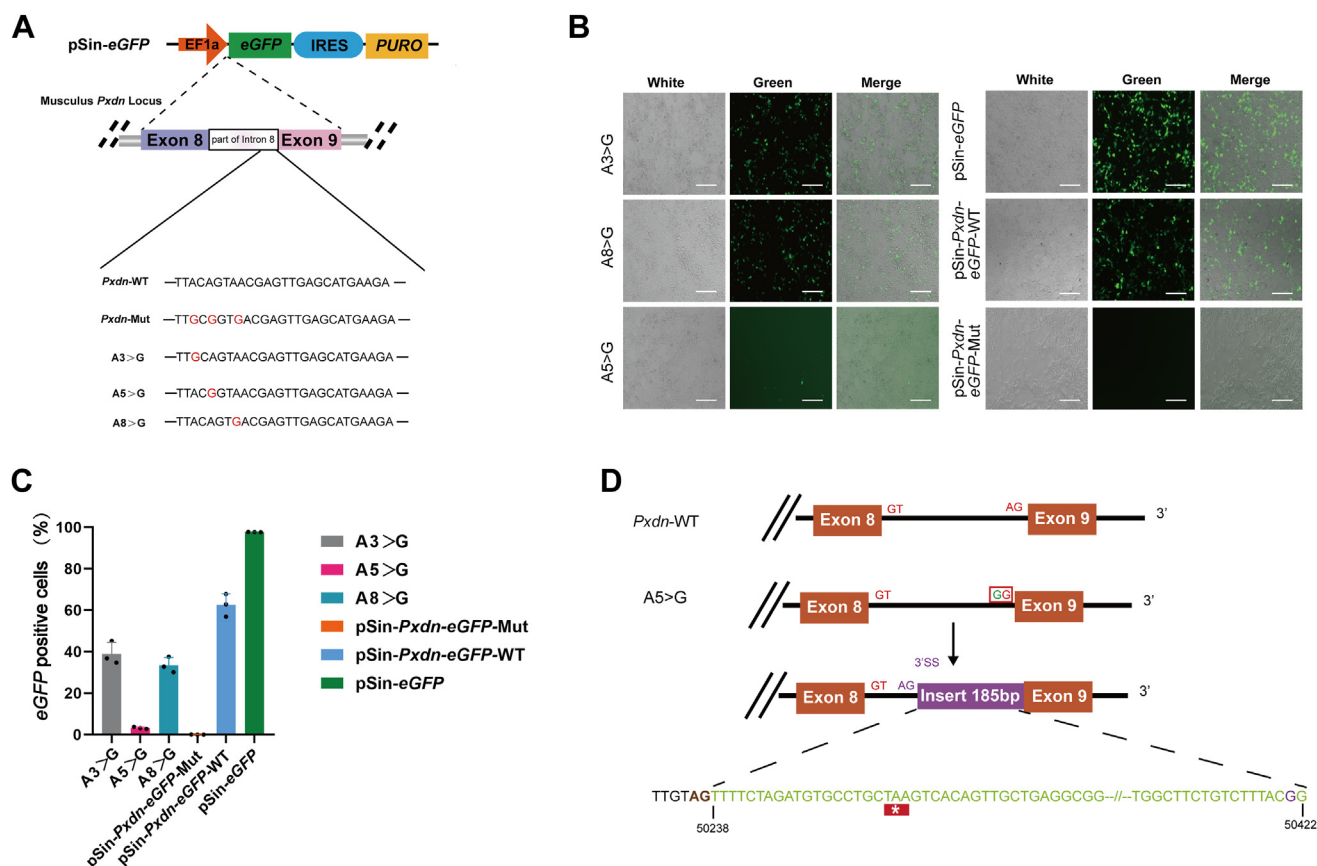 A
pSin-eGFP
EF1a
eGFP
IRES
PURO
Musculus Pxdn Locus
Exon 8
part of Intron 8
Exon 9
Pxdn-WT
—TTACAGTAACGAGTTGAGCATGAAGA —
Pxdn-Mut
—TTGCGGTGACGAGTTGAGCATGAAGA —
A3>G
—TTGCAGTAACGAGTTGAGCATGAAGA —
A5>G
—TTACGGTAACGAGTTGAGCATGAAGA —
A8>G
—TTACAGTGACGAGTTGAGCATGAAGA —
B
White
Green
Merge
A3>G
A8>G
A5>G
White
Green
Merge
pSin-eGFP
pSin-Pxdn-
eGFP-WT
pSin-Pxdn-
eGFP-Mut
C
eGFP positive cells (%)
100
80
60
40
20
0
A3>G
A5>G
A8>G
pSin-Pxdn-eGFP-Mut
pSin-Pxdn-eGFP-WT
pSin-eGFP
A3>G
A5>G
A8>G
pSin-Pxdn-eGFP-Mut
pSin-Pxdn-eGFP-WT
pSin-eGFP
D
Pxdn-WT
Exon 8
GT
AG
Exon 9
3'
A5>G
Exon 8
GT
GG
Exon 9
3'
3'SS
Exon 8
GT
AG
Insert 185bp
Exon 9
3'
TTGTAGTTTTCTAGATGTGCCTGCTAAGTCACAGTTGCTGAGGCGG--//--TGGCTTCTGTCTTTACGG
*
50238
50422